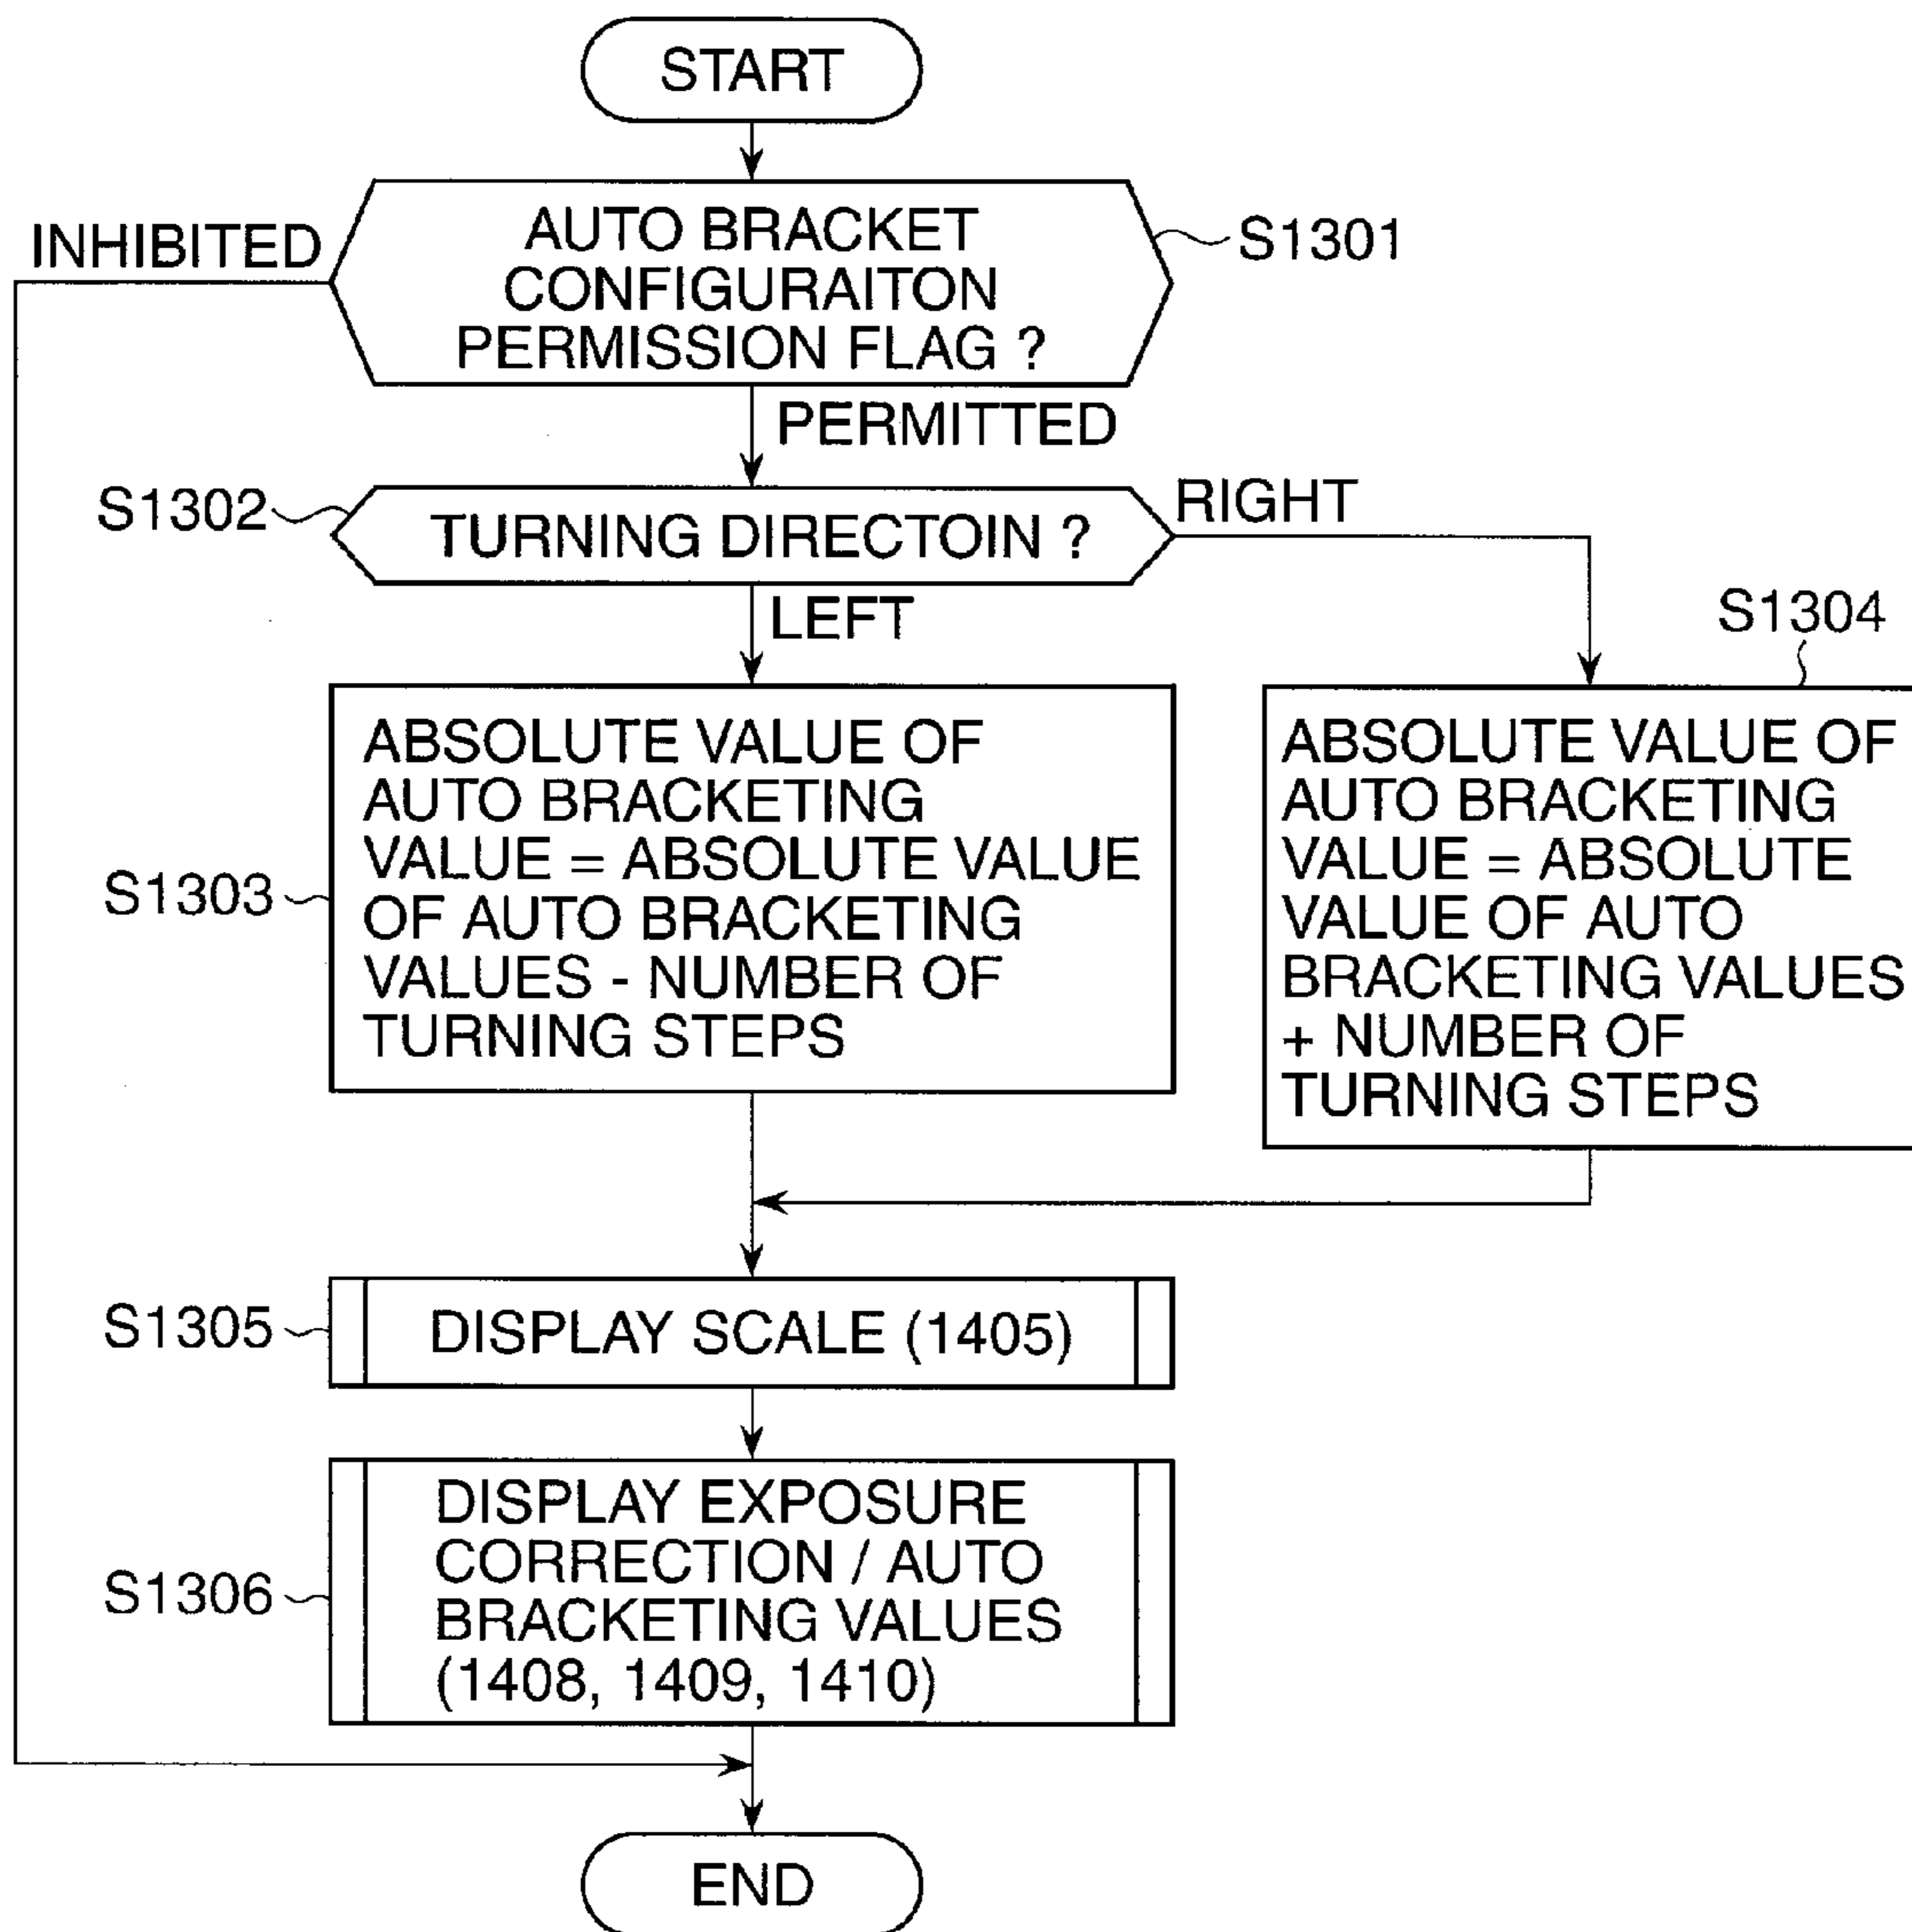 START
AUTO BRACKET
CONFIGURAITON
PERMISSION FLAG ?
S1301
INHIBITED
PERMITTED
S1302
TURNING DIRECTOIN ?
RIGHT
LEFT
S1304
S1303
ABSOLUTE VALUE OF
AUTO BRACKETING
VALUE = ABSOLUTE VALUE
OF AUTO BRACKETING
VALUES - NUMBER OF
TURNING STEPS
ABSOLUTE VALUE OF
AUTO BRACKETING
VALUE = ABSOLUTE
VALUE OF AUTO
BRACKETING VALUES
+ NUMBER OF
TURNING STEPS
S1305
DISPLAY SCALE (1405)
S1306
DISPLAY EXPOSURE
CORRECTION / AUTO
BRACKETING VALUES
(1408, 1409, 1410)
END